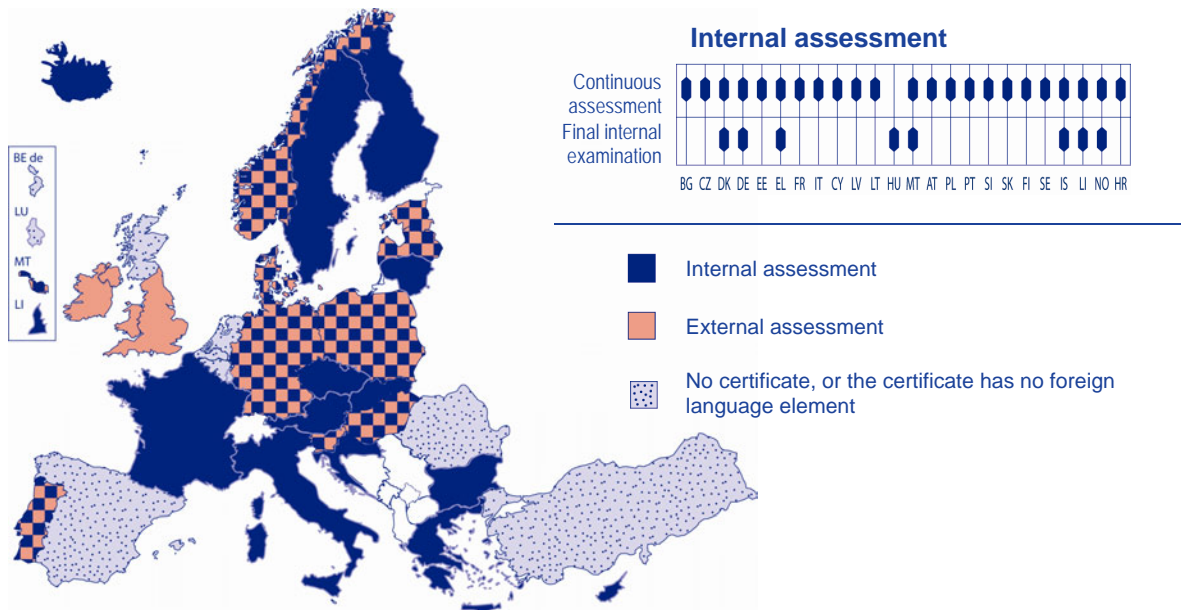 Internal assessment
Continuous
assessment
Final internal
examination
BG CZ DK DE EE EL FR IT CY LV LT HU MT AT PL PT SI SK FI SE IS LI NO HR
BE de
LU
MT
LI
Internal assessment
External assessment
No certificate, or the certificate has no foreign
language element